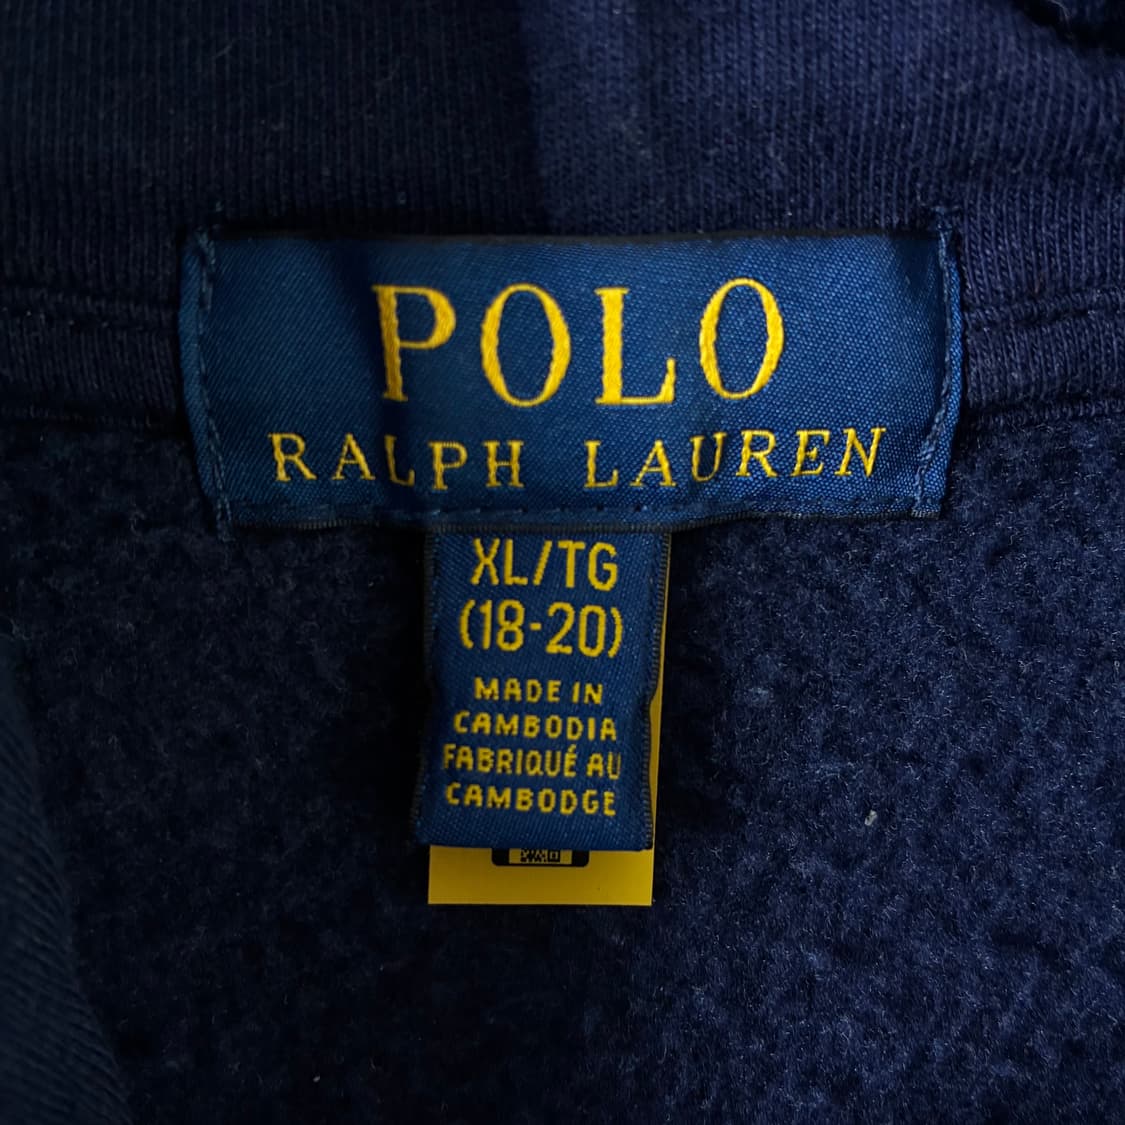 POLO
RALPH LAUREN
XL/TG
(18-20)
MADE IN
CAMBODIA
FABRIQUÉ AU
CAMBODGE